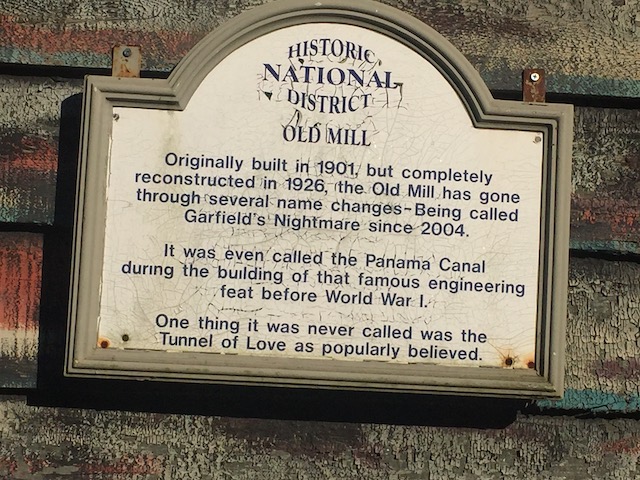 HISTORIC
NATIONAL
DISTRICT
OLD MILL
Originally built in 1901, but completely
reconstructed in 1926, the Old Mill has gone
through several name changes-Being called
Garfield's Nightmare since 2004.
It was even called the Panama Canal
during the building of that famous engineering
feat before World War I.
One thing it was never called was the
Tunnel of Love as popularly believed.